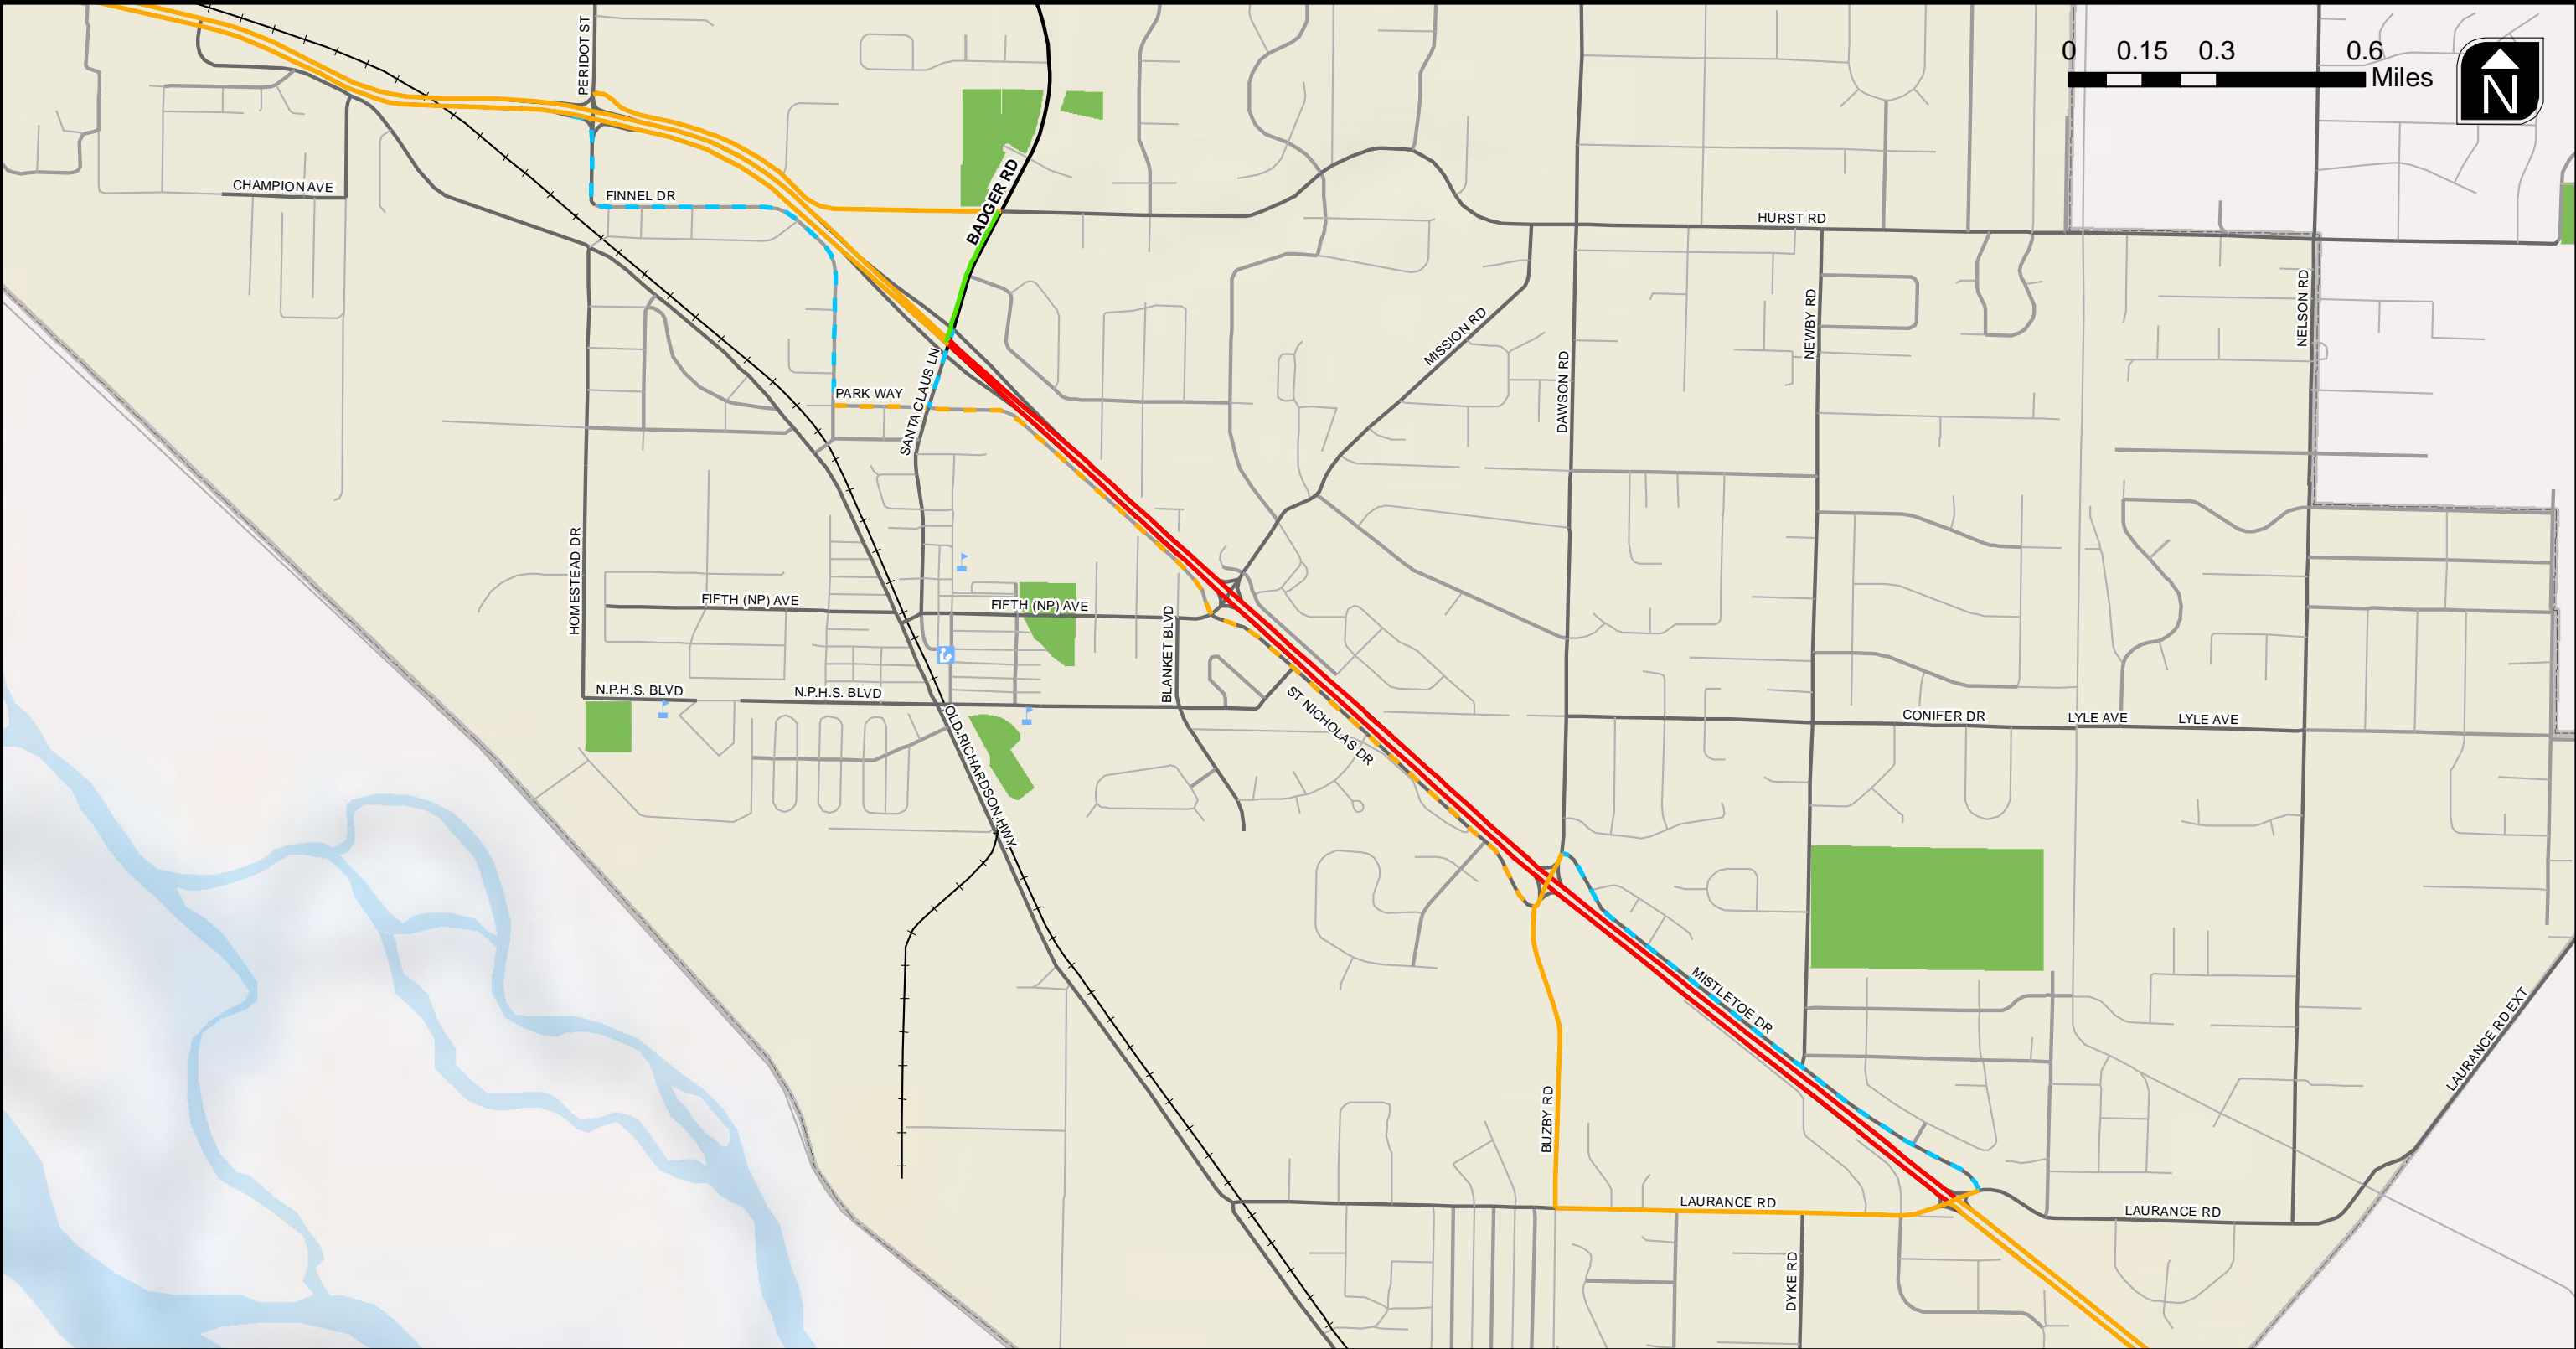 PERIDOT ST
0 0.15 0.3 0.6
Miles
N
CHAMPION AVE
FINNEL DR
BADGER RD
HURST RD
NELSON RD
NEWBY RD
MISSION RD
DAWSON RD
SANTA CLAUS LN
PARK WAY
HOMESTEAD DR
FIFTH (NP) AVE
FIFTH (NP) AVE
BLANKET BLVD
N.P.H.S. BLVD
N.P.H.S. BLVD
ST NICHOLAS DR
CONIFER DR
LYLE AVE
LYLE AVE
OLD RICHARDSON HWY
MISTLETOE DR
LAURANCE RD EXT
BUZBY RD
LAURANCE RD
LAURANCE RD
DYKE RD